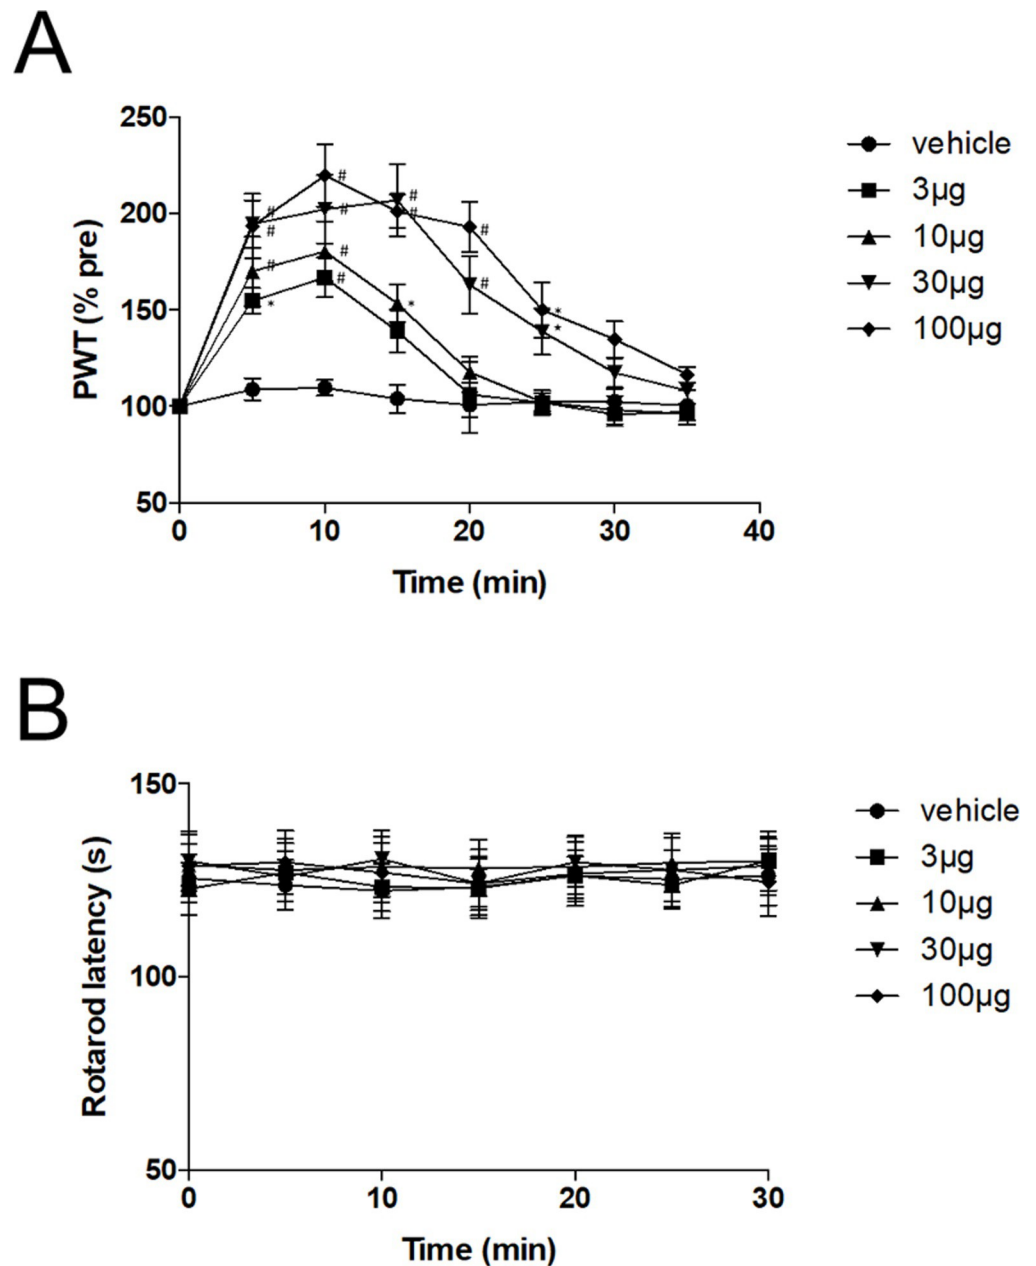 A
PWT (% pre)
250
200
150
100
50
0 10 20 30 40
Time (min)
# # # # # # # # # # # # * * * *
vehicle
3µg
10µg
30µg
100µg
B
Rotarod latency (s)
150
100
50
0 10 20 30
Time (min)
vehicle
3µg
10µg
30µg
100µg